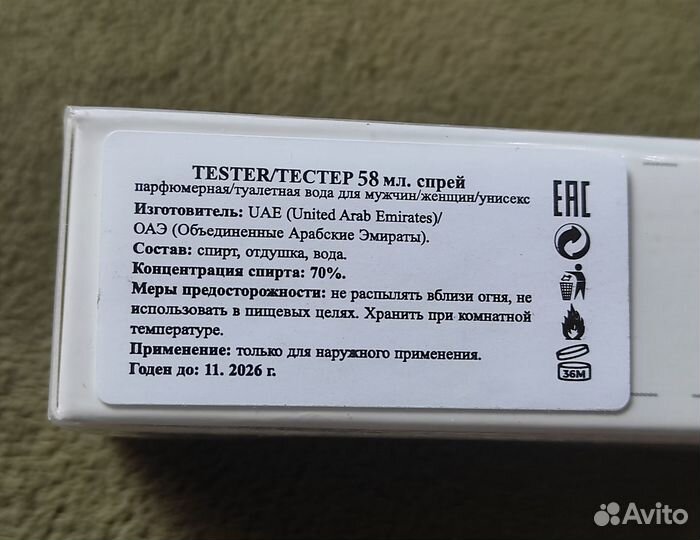 TESTER/ТЕСТЕР 58 мл. спрей
парфюмерная/туалетная вода для мужчин/женщин/унисекс
Изготовитель: UAE (United Arab Emirates)/
ОАЭ (Объединенные Арабские Эмираты).
Состав: спирт, отдушка, вода.
Концентрация спирта: 70%.
Меры предосторожности: не распылять вблизи огня, не
использовать в пищевых целях. Хранить при комнатной
температуре.
Применение: только для наружного применения.
Годен до: 11. 2026 г.
EAC
36M
Avito